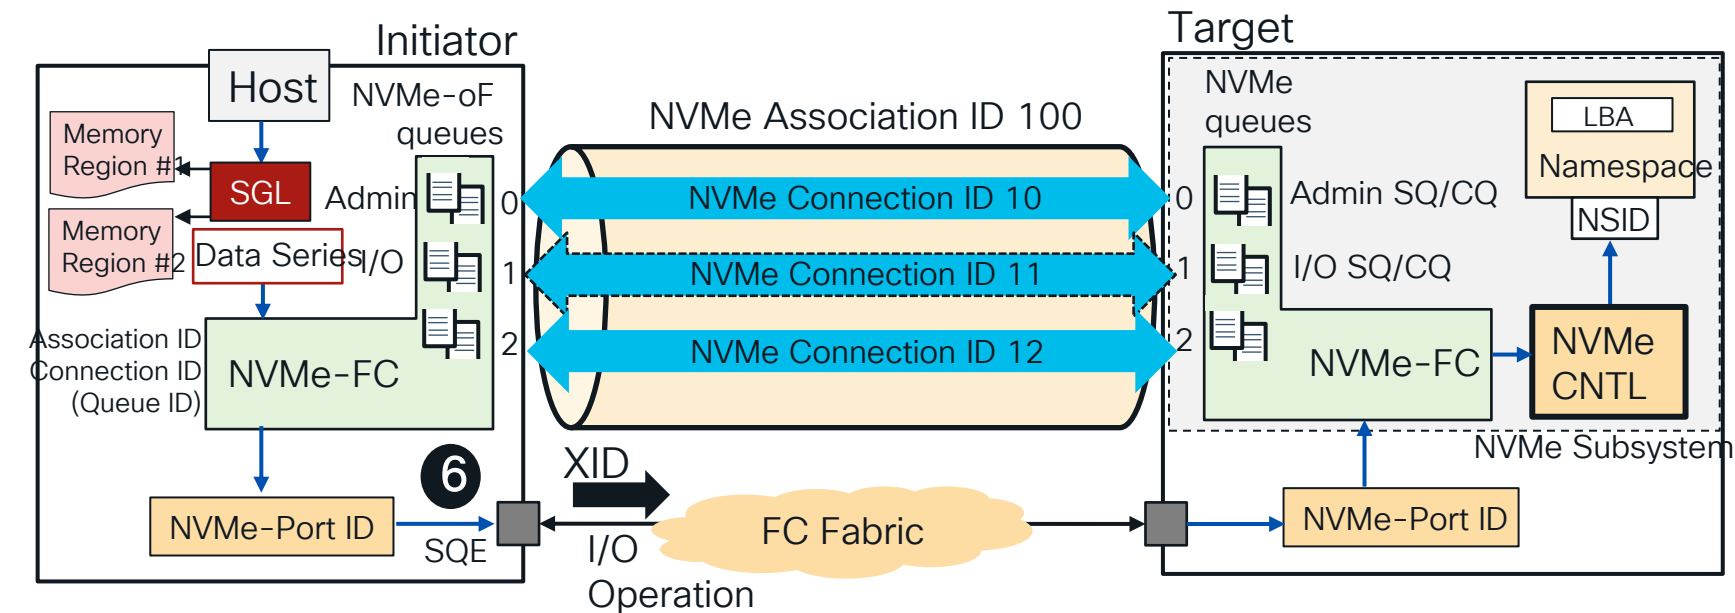 Initiator
Target
Host
NVMe-oF
queues
Memory
Region #1
SGL
Admin
Memory
Region #2
Data Series
I/O
0
1
2
Association ID
Connection ID
(Queue ID)
NVMe-FC
NVMe-Port ID
6
SQE
NVMe Association ID 100
NVMe Connection ID 10
NVMe Connection ID 11
NVMe Connection ID 12
XID
I/O
Operation
FC Fabric
NVMe
queues
0
1
2
Admin SQ/CQ
I/O SQ/CQ
LBA
Namespace
NSID
NVMe-FC
NVMe
CNTL
NVMe Subsystem
NVMe-Port ID